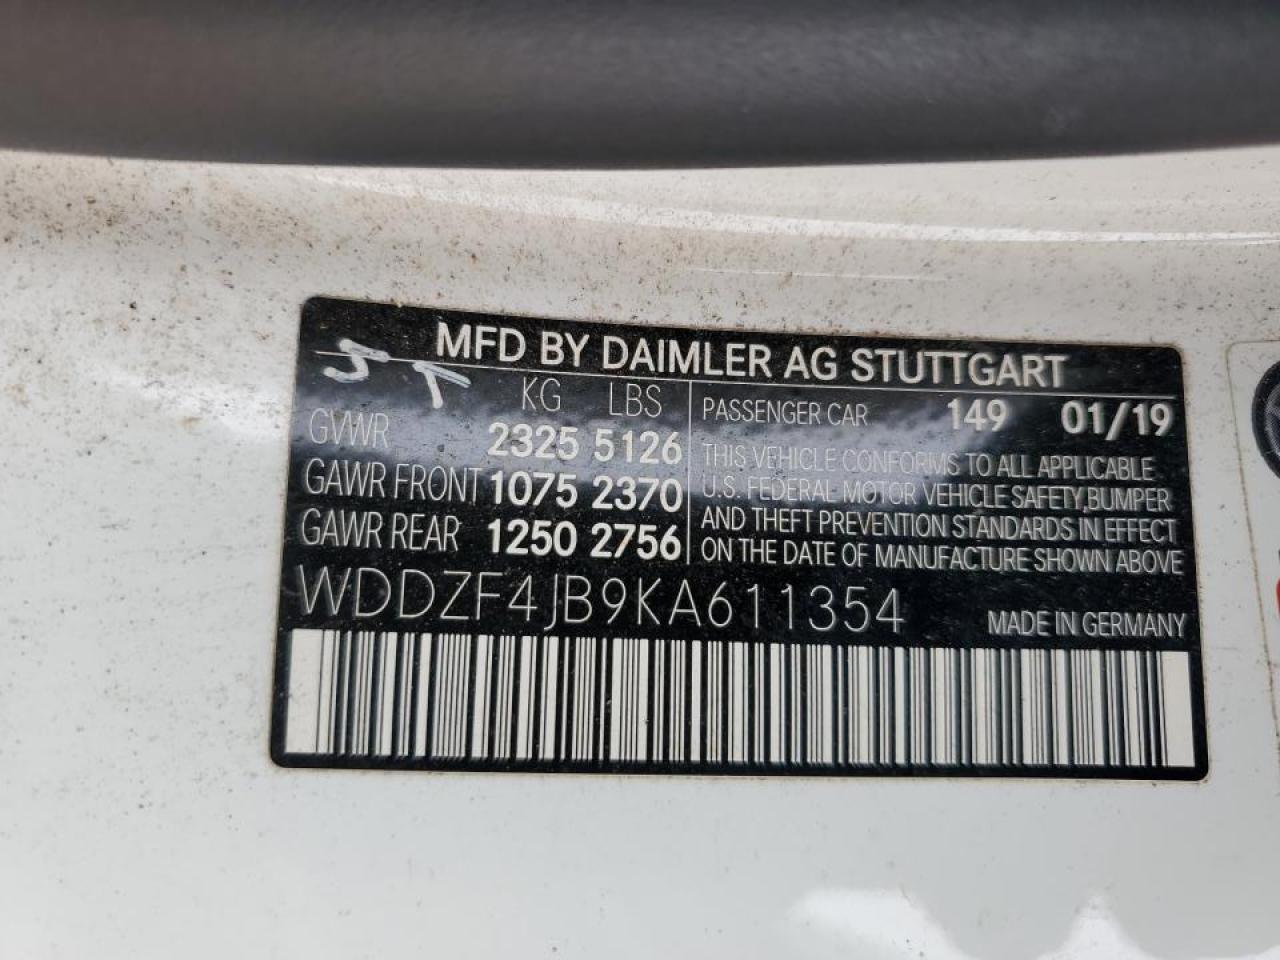 MFD BY DAIMLER AG STUTTGART
KG LBS
GVWR 2325 5126
GAWR FRONT 1075 2370
GAWR REAR 1250 2756
PASSENGER CAR 149 01/19
THIS VEHICLE CONFORMS TO ALL APPLICABLE
U.S. FEDERAL MOTOR VEHICLE SAFETY,BUMPER
AND THEFT PREVENTION STANDARDS IN EFFECT
ON THE DATE OF MANUFACTURE SHOWN ABOVE
WDDZF4JB9KA611354
MADE IN GERMANY